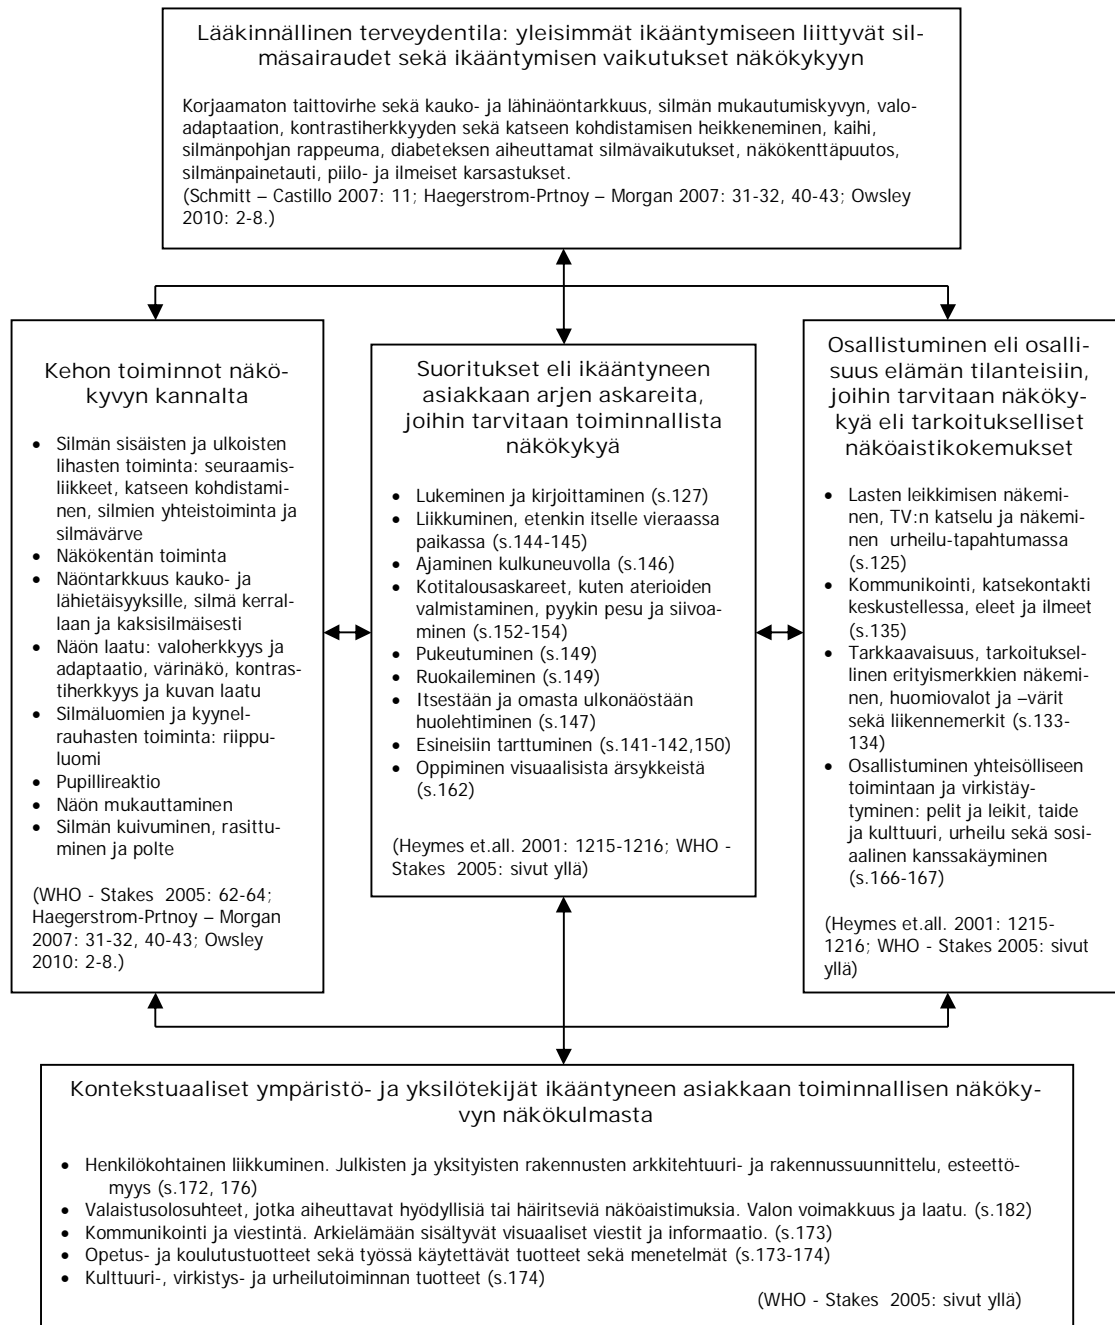 Lääkinnällinen terveydentila: yleisimmät ikääntymiseen liittyvät sil-
mäsairaudet sekä ikääntymisen vaikutukset näkökykyyn
Korjaamaton taittovirhe sekä kauko- ja lähinäöntarkkuus, silmän mukautumiskyvyn, valo-
adaptaation, kontrastiherkkyyden sekä katseen kohdistamisen heikkeneminen, kaihi,
silmänpohjan rappeuma, diabeteksen aiheuttamat silmävaikutukset, näkökenttäpuutos,
silmänpainetauti, piilo- ja ilmeiset karsastukset.
(Schmitt – Castillo 2007: 11; Haegerstrom-Prtnoy – Morgan 2007: 31-32, 40-43; Owsley
2010: 2-8.)
Kehon toiminnot näkö-
kyvyn kannalta
• Silmän sisäisten ja ulkoisten
lihasten toiminta: seuraamis-
liikkeet, katseen kohdistami-
nen, silmien yhteistoiminta ja
silmävärve
• Näkökentän toiminta
• Näöntarkkuus kauko- ja
lähietäisyyksille, silmä kerral-
laan ja kaksisilmäisesti
• Näön laatu: valoherkkyys ja
adaptaatio, värinäkö, kontras-
tiherkkyys ja kuvan laatu
• Silmäluomien ja kyynel-
rauhasten toiminta: riippu-
luomi
• Pupillireaktio
• Näön mukauttaminen
• Silmän kuivuminen, rasittu-
minen ja polte
(WHO - Stakes 2005: 62-64;
Haegerstrom-Prtnoy – Morgan
2007: 31-32, 40-43; Owsley
2010: 2-8.)
Suoritukset eli ikääntyneen
asiakkaan arjen askareita,
joihin tarvitaan toiminnallista
näkökykyä
• Lukeminen ja kirjoittaminen (s.127)
• Liikkuminen, etenkin itselle vieraassa
paikassa (s.144-145)
• Ajaminen kulkuneuvolla (s.146)
• Kotitalousaskareet, kuten aterioiden
valmistaminen, pyykin pesu ja siivoa-
minen (s.152-154)
• Pukeutuminen (s.149)
• Ruokaileminen (s.149)
• Itsestään ja omasta ulkonäöstään
huolehtiminen (s.147)
• Esineisiin tarttuminen (s.141-142,150)
• Oppiminen visuaalisista ärsykkeistä
(s.162)
(Heymes et.all. 2001: 1215-1216; WHO -
Stakes 2005: sivut yllä)
Osallistuminen eli osalli-
suus elämän tilanteisiin,
joihin tarvitaan näköky-
kyä eli tarkoitukselliset
näköaistikokemukset
• Lasten leikkimisen näkemi-
nen, TV:n katselu ja näkemi-
nen urheilu-tapahtumassa
(s.125)
• Kommunikointi, katsekontakti
keskustellessa, eleet ja ilmeet
(s.135)
• Tarkkaavaisuus, tarkoituksel-
linen erityismerkkien näkemi-
nen, huomiovalot ja –värit
sekä liikennemerkit (s.133-
134)
• Osallistuminen yhteisölliseen
toimintaan ja virkistäy-
tyminen: pelit ja leikit, taide
ja kulttuuri, urheilu sekä sosi-
aalinen kanssakäyminen
(s.166-167)
(Heymes et.all. 2001: 1215-
1216; WHO - Stakes 2005: sivut
yllä)
Kontekstuaaliset ympäristö- ja yksilötekijät ikääntyneen asiakkaan toiminnallisen näköky-
vyn näkökulmasta
• Henkilökohtainen liikkuminen. Julkisten ja yksityisten rakennusten arkkitehtuuri- ja rakennussuunnittelu, esteettö-
myys (s.172, 176)
• Valaistusolosuhteet, jotka aiheuttavat hyödyllisiä tai häiritseviä näköaistimuksia. Valon voimakkuus ja laatu. (s.182)
• Kommunikointi ja viestintä. Arkielämään sisältyvät visuaaliset viestit ja informaatio. (s.173)
• Opetus- ja koulutustuotteet sekä työssä käytettävät tuotteet sekä menetelmät (s.173-174)
• Kulttuuri-, virkistys- ja urheilutoiminnan tuotteet (s.174)
(WHO - Stakes 2005: sivut yllä)